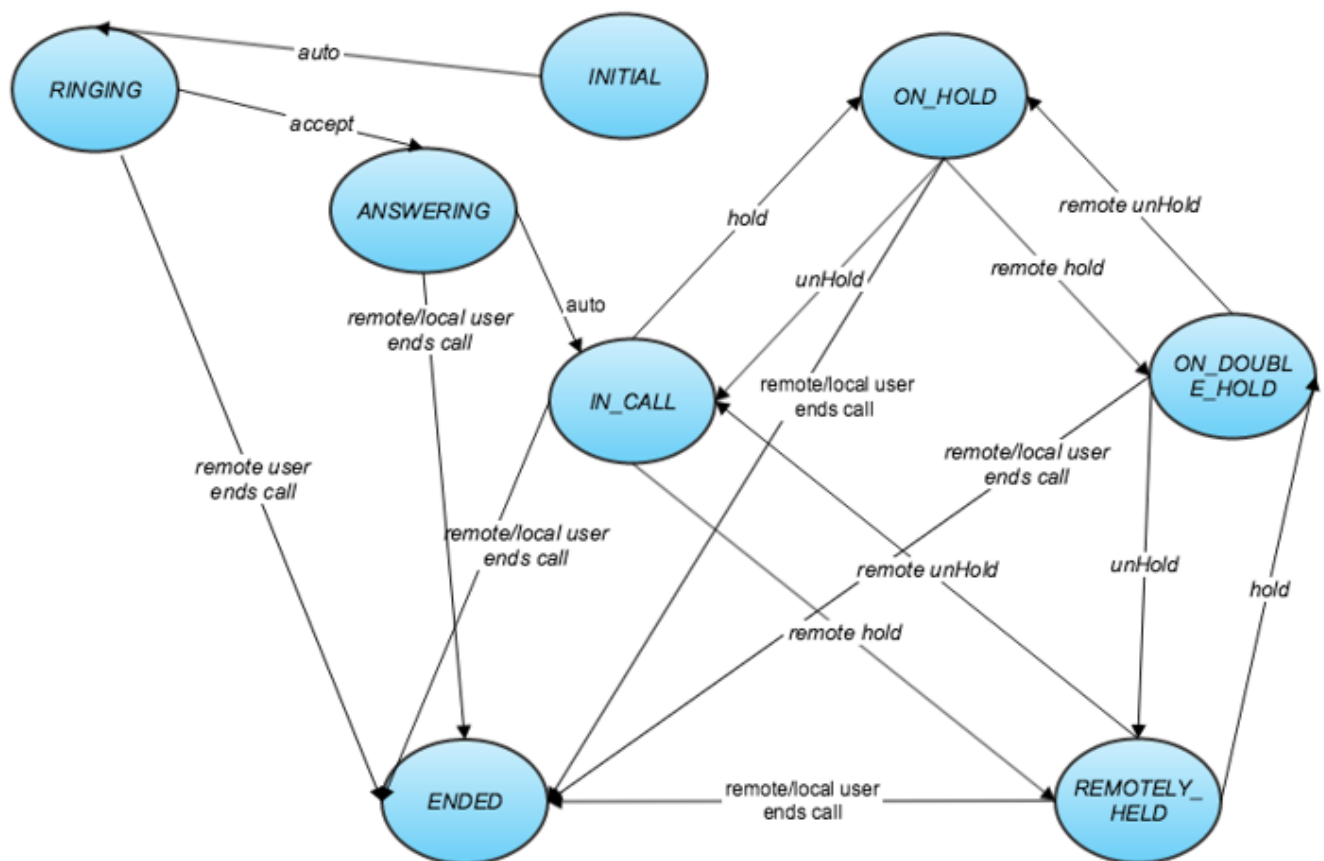 auto
INITIAL
RINGING
ON_HOLD
accept
ANSWERING
hold
remote unHold
remote hold
unHold
auto
remote/local user
ends call
ON_DOUBL
E_HOLD
IN_CALL
remote/local user
ends call
remote/local user
ends call
remote user
ends call
remote/local user
ends call
remote unHold
unHold
hold
remote hold
remote/local user
ends call
ENDED
REMOTELY_
HELD